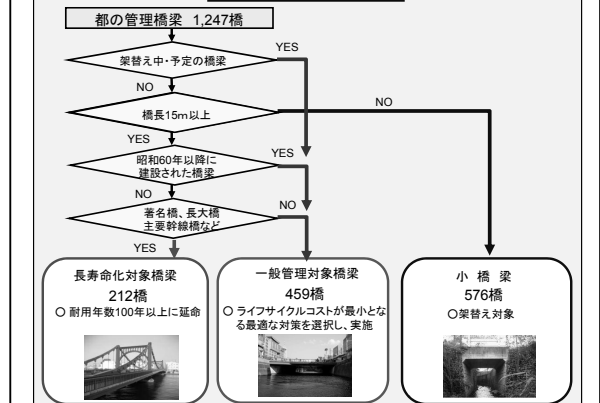 都の管理橋梁 1,247橋
架替え中・予定の橋梁
YES
NO
橋長15m以上
NO
YES
昭和60年以降に
建設された橋梁
YES
NO
著名橋、長大橋
主要幹線橋など
NO
YES
長寿命化対象橋梁
212橋
○ 耐用年数100年以上に延命
一般管理対象橋梁
459橋
○ ライフサイクルコストが最小とな
る最適な対策を選択し、実施
小 橋 梁
576橋
○架替え対象